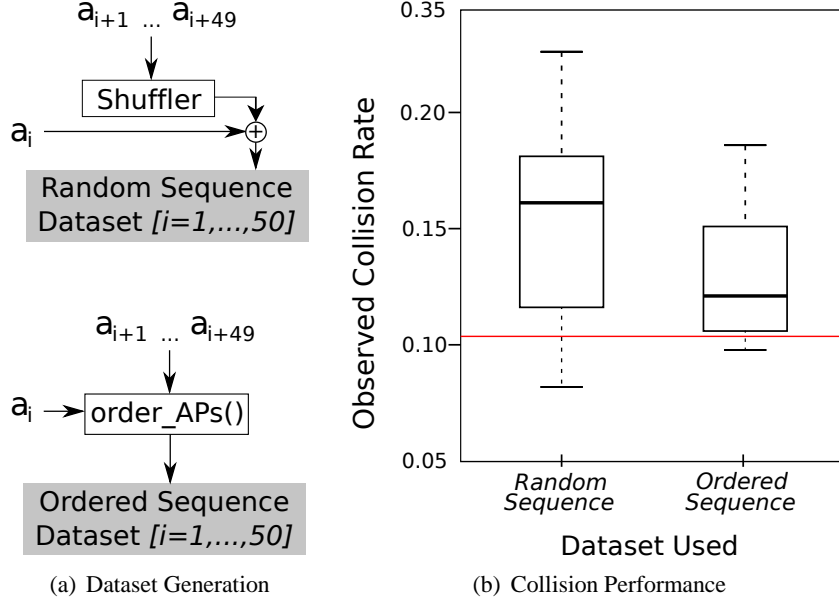 a_{i+1} ... a_{i+49}
Shuffler
a_i
+
Random Sequence
Dataset [i=1,...,50]
a_{i+1} ... a_{i+49}
a_i
order_APs()
Ordered Sequence
Dataset [i=1,...,50]
(a) Dataset Generation
Observed Collision Rate
0.35
0.20
0.15
0.10
0.05
Random
Sequence
Ordered
Sequence
Dataset Used
(b) Collision Performance